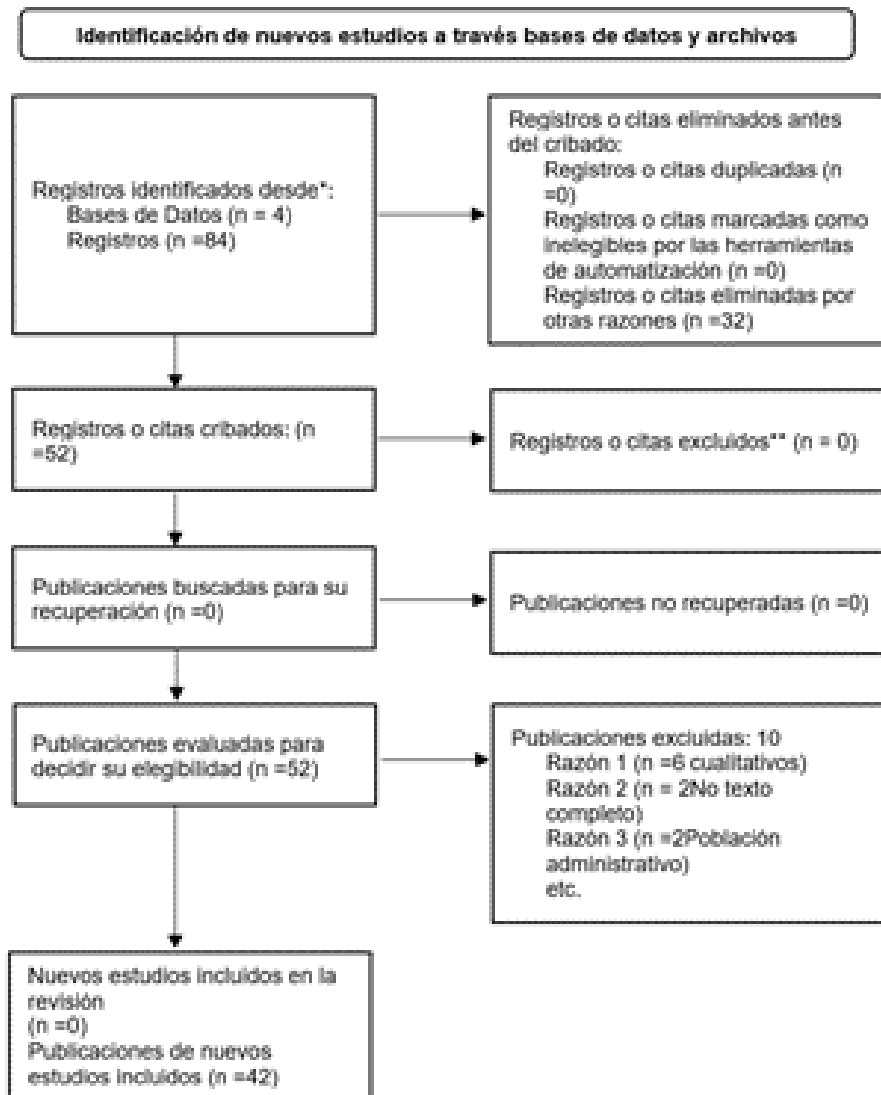 Identificación de nuevos estudios a través bases de datos y archivos
Registros identificados desde*:
Bases de Datos (n = 4)
Registros (n =84)
Registros o citas eliminados antes
del cribado:
Registros o citas duplicadas (n
=0)
Registros o citas marcadas como
inelegibles por las herramientas
de automatización (n =0)
Registros o citas eliminadas por
otras razones (n =32)
Registros o citas cribados: (n
=52)
Registros o citas excluidos** (n = 0)
Publicaciones buscadas para su
recuperación (n =0)
Publicaciones no recuperadas (n =0)
Publicaciones evaluadas para
decidir su elegibilidad (n =52)
Publicaciones excluidas: 10
Razón 1 (n =6 cualitativos)
Razón 2 (n = 2No texto
completo)
Razón 3 (n =2Población
administrativo)
etc.
Nuevos estudios incluidos en la
revisión
(n =0)
Publicaciones de nuevos
estudios incluidos (n =42)